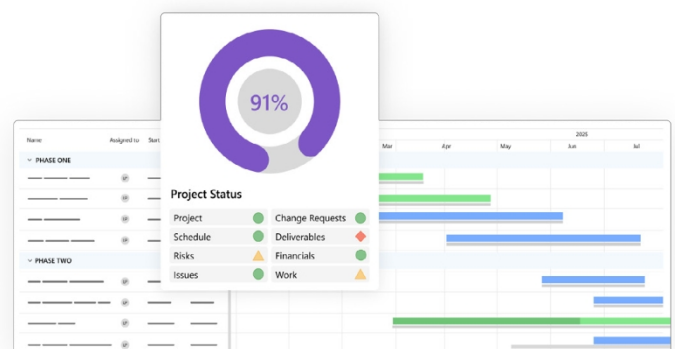 91%
Project Status
Project
Change Requests
Schedule
Deliverables
Risks
Financials
Issues
Work
Name
Assigned to
Start
2025
Mar
Apr
May
Jun
Jul
PHASE ONE
PHASE TWO